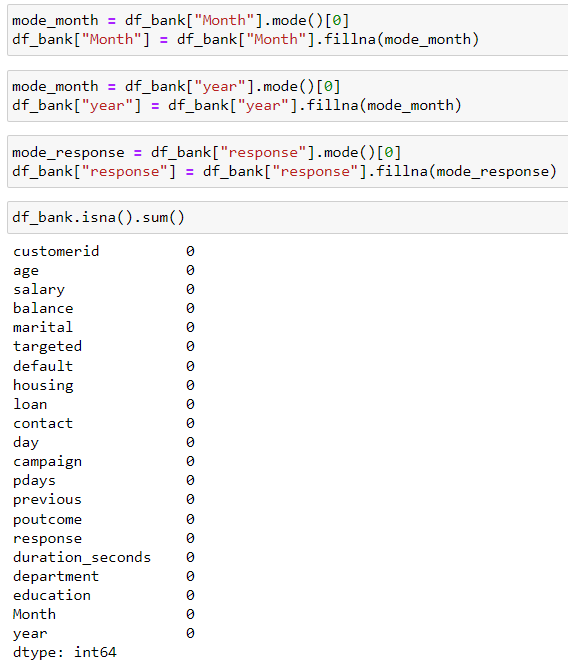 mode_month = df_bank["Month"].mode()[0]
df_bank["Month"] = df_bank["Month"].fillna(mode_month)
mode_month = df_bank["year"].mode()[0]
df_bank["year"] = df_bank["year"].fillna(mode_month)
mode_response = df_bank["response"].mode()[0]
df_bank["response"] = df_bank["response"].fillna(mode_response)
df_bank.isna().sum()
customerid 0
age 0
salary 0
balance 0
marital 0
targeted 0
default 0
housing 0
loan 0
contact 0
day 0
campaign 0
pdays 0
previous 0
poutcome 0
response 0
duration_seconds 0
department 0
education 0
Month 0
year 0
dtype: int64